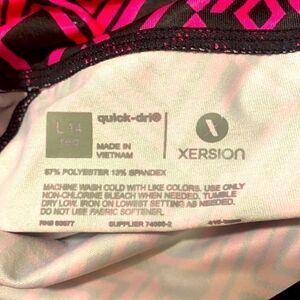 L 14
quick-dri®
MADE IN
VIETNAM
XERSION
87% POLYESTER 13% SPANDEX
MACHINE WASH COLD WITH LIKE COLORS. USE ONLY
NON-CHLORINE BLEACH WHEN NEEDED. TUMBLE
DRY LOW. IRON ON LOWEST SETTING AS NEEDED.
DO NOT USE FABRIC SOFTENER.
RN# 93677
SUPPLIER